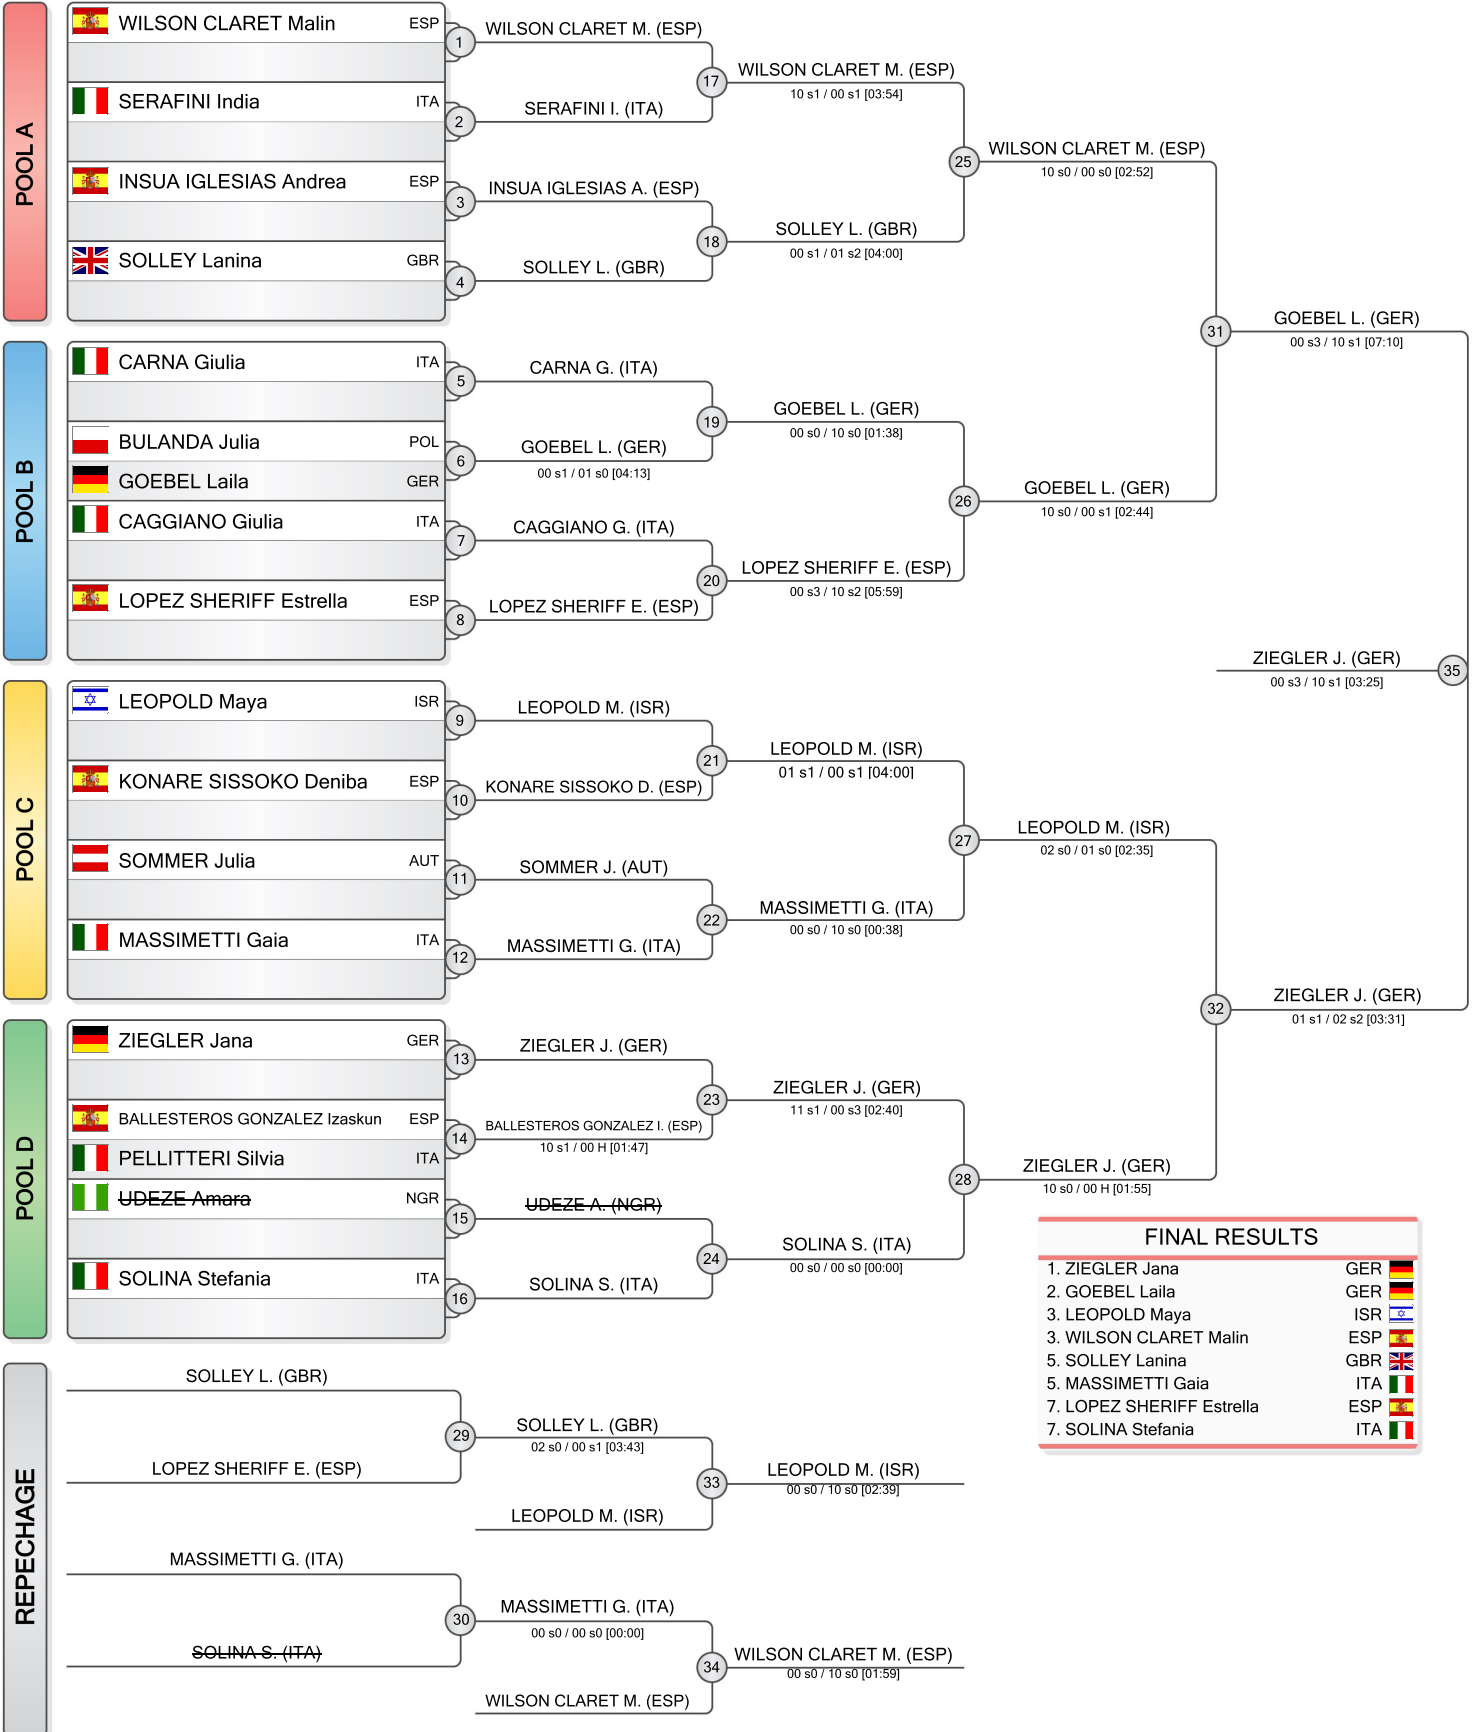 POOL A
WILSON CLARET Malin ESP
SERAFINI India ITA
INSUA IGLESIAS Andrea ESP
SOLLEY Lanina GBR
1
2
3
4
WILSON CLARET M. (ESP)
SERAFINI I. (ITA)
INSUA IGLESIAS A. (ESP)
SOLLEY L. (GBR)
17
18
WILSON CLARET M. (ESP)
10 s1 / 00 s1 [03:54]
SOLLEY L. (GBR)
00 s1 / 01 s2 [04:00]
25
WILSON CLARET M. (ESP)
10 s0 / 00 s0 [02:52]
POOL B
CARNA Giulia ITA
BULANDA Julia POL
GOEBEL Laila GER
CAGGIANO Giulia ITA
LOPEZ SHERIFF Estrella ESP
5
6
7
8
CARNA G. (ITA)
GOEBEL L. (GER)
00 s1 / 01 s0 [04:13]
CAGGIANO G. (ITA)
LOPEZ SHERIFF E. (ESP)
19
20
GOEBEL L. (GER)
00 s0 / 10 s0 [01:38]
LOPEZ SHERIFF E. (ESP)
00 s3 / 10 s2 [05:59]
26
GOEBEL L. (GER)
10 s0 / 00 s1 [02:44]
31
GOEBEL L. (GER)
00 s3 / 10 s1 [07:10]
ZIEGLER J. (GER)
00 s3 / 10 s1 [03:25]
35
POOL C
LEOPOLD Maya ISR
KONARE SISSOKO Deniba ESP
SOMMER Julia AUT
MASSIMETTI Gaia ITA
9
10
11
12
LEOPOLD M. (ISR)
KONARE SISSOKO D. (ESP)
SOMMER J. (AUT)
MASSIMETTI G. (ITA)
21
22
LEOPOLD M. (ISR)
01 s1 / 00 s1 [04:00]
MASSIMETTI G. (ITA)
00 s0 / 10 s0 [00:38]
27
LEOPOLD M. (ISR)
02 s0 / 01 s0 [02:35]
POOL D
ZIEGLER Jana GER
BALLESTEROS GONZALEZ Izaskun ESP
PELLITTERI Silvia ITA
UDEZE Amara NGR
SOLINA Stefania ITA
13
14
15
16
ZIEGLER J. (GER)
BALLESTEROS GONZALEZ I. (ESP)
10 s1 / 00 H [01:47]
UDEZE A. (NGR)
SOLINA S. (ITA)
23
24
ZIEGLER J. (GER)
11 s1 / 00 s3 [02:40]
SOLINA S. (ITA)
00 s0 / 00 s0 [00:00]
28
ZIEGLER J. (GER)
10 s0 / 00 H [01:55]
32
ZIEGLER J. (GER)
01 s1 / 02 s2 [03:31]
FINAL RESULTS
1. ZIEGLER Jana GER
2. GOEBEL Laila GER
3. LEOPOLD Maya ISR
3. WILSON CLARET Malin ESP
5. SOLLEY Lanina GBR
5. MASSIMETTI Gaia ITA
7. LOPEZ SHERIFF Estrella ESP
7. SOLINA Stefania ITA
REPECHAGE
SOLLEY L. (GBR)
LOPEZ SHERIFF E. (ESP)
29
SOLLEY L. (GBR)
02 s0 / 00 s1 [03:43]
LEOPOLD M. (ISR)
33
LEOPOLD M. (ISR)
00 s0 / 10 s0 [02:39]
MASSIMETTI G. (ITA)
SOLINA S. (ITA)
30
MASSIMETTI G. (ITA)
00 s0 / 00 s0 [00:00]
WILSON CLARET M. (ESP)
34
WILSON CLARET M. (ESP)
00 s0 / 10 s0 [01:59]